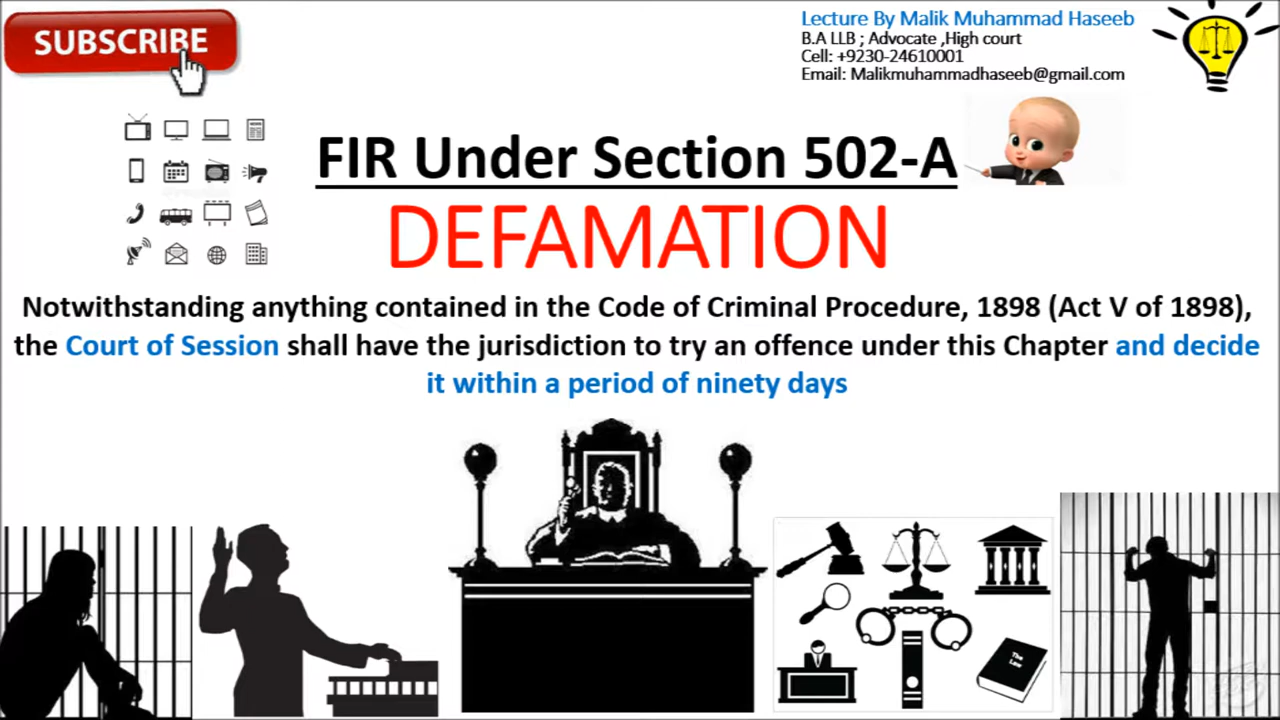 SUBSCRIBE
Lecture By Malik Muhammad Haseeb
B.A LLB ; Advocate ,High court
Cell: +9230-24610001
Email: Malikmuhammadhaseeb@gmail.com
NEWS
FIR Under Section 502-A
DEFAMATION
Notwithstanding anything contained in the Code of Criminal Procedure, 1898 (Act V of 1898),
the Court of Session shall have the jurisdiction to try an offence under this Chapter and decide
it within a period of ninety days
The
Law